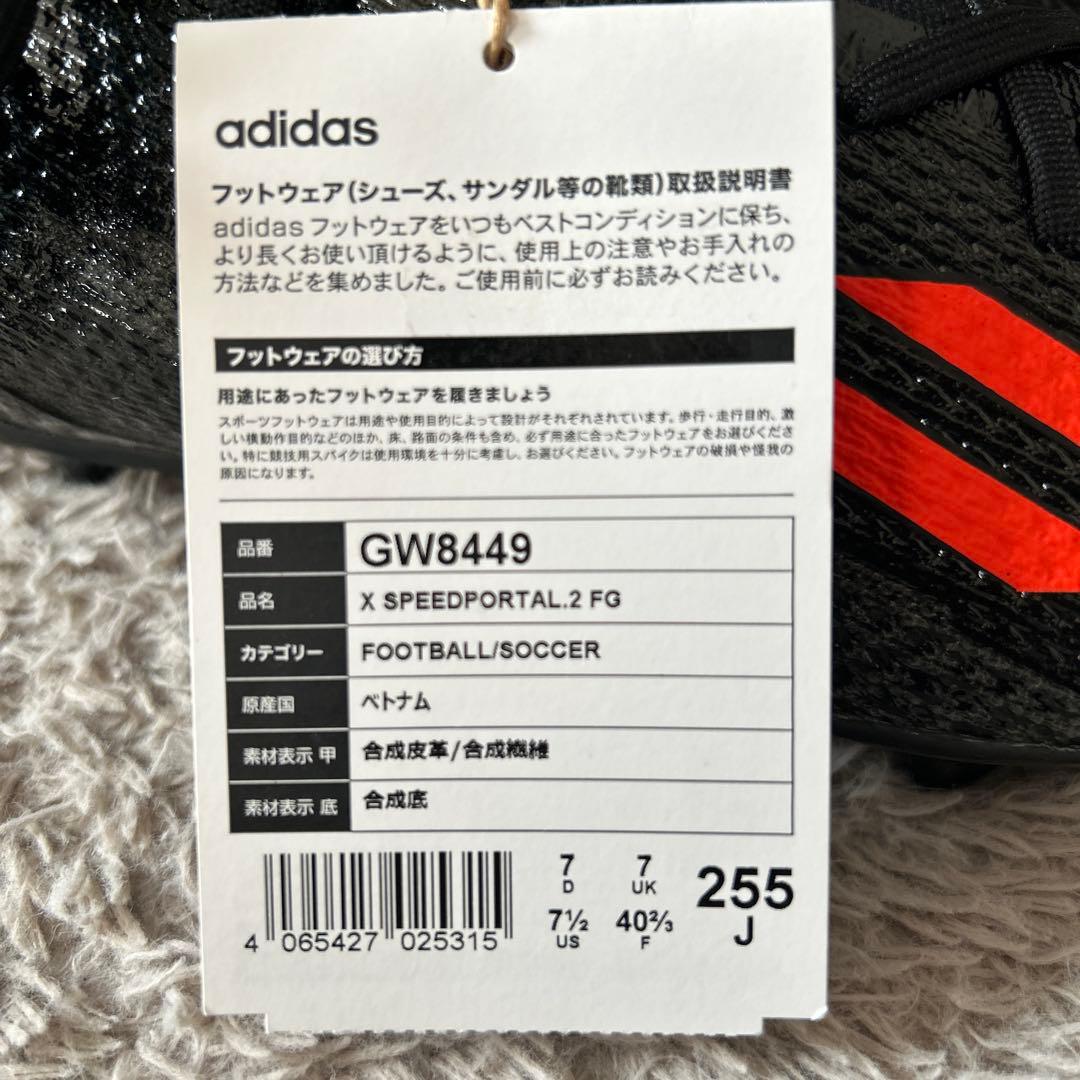 adidas
フットウェア(シューズ、サンダル等の靴類)取扱説明書
adidas フットウェアをいつもベストコンディションに保ち、
より長くお使い頂けるように、使用上の注意やお手入れの
方法などを集めました。ご使用前に必ずお読みください。
フットウェアの選び方
用途にあったフットウェアを履きましょう
スポーツフットウェアは用途や使用目的によって設計がそれぞれされています。歩行・走行目的、激
しい横動作目的などのほか、床、路面の条件も含め、必ず用途に合ったフットウェアをお選びくださ
い。特に競技用スパイクは使用環境を十分に考慮し、お選びください。フットウェアの破損や怪我の
原因になります。
品番 GW8449
品名 X SPEEDPORTAL.2 FG
カテゴリー FOOTBALL/SOCCER
原産国 ベトナム
素材表示 甲 合成皮革/合成繊維
素材表示 底 合成底
7 7 255
D UK
7½ 40⅔ J
US F
4 065427 025315